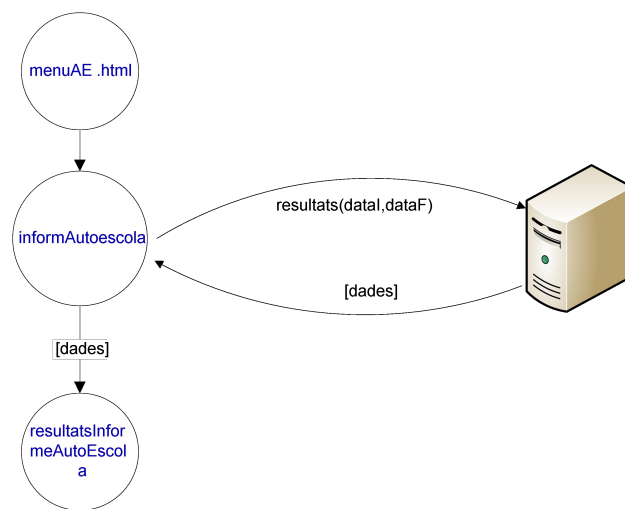 menuAE .html
informAutoescola
resultats(dataI,dataF)
[dades]
[dades]
resultatsInfor
meAutoEscol
a